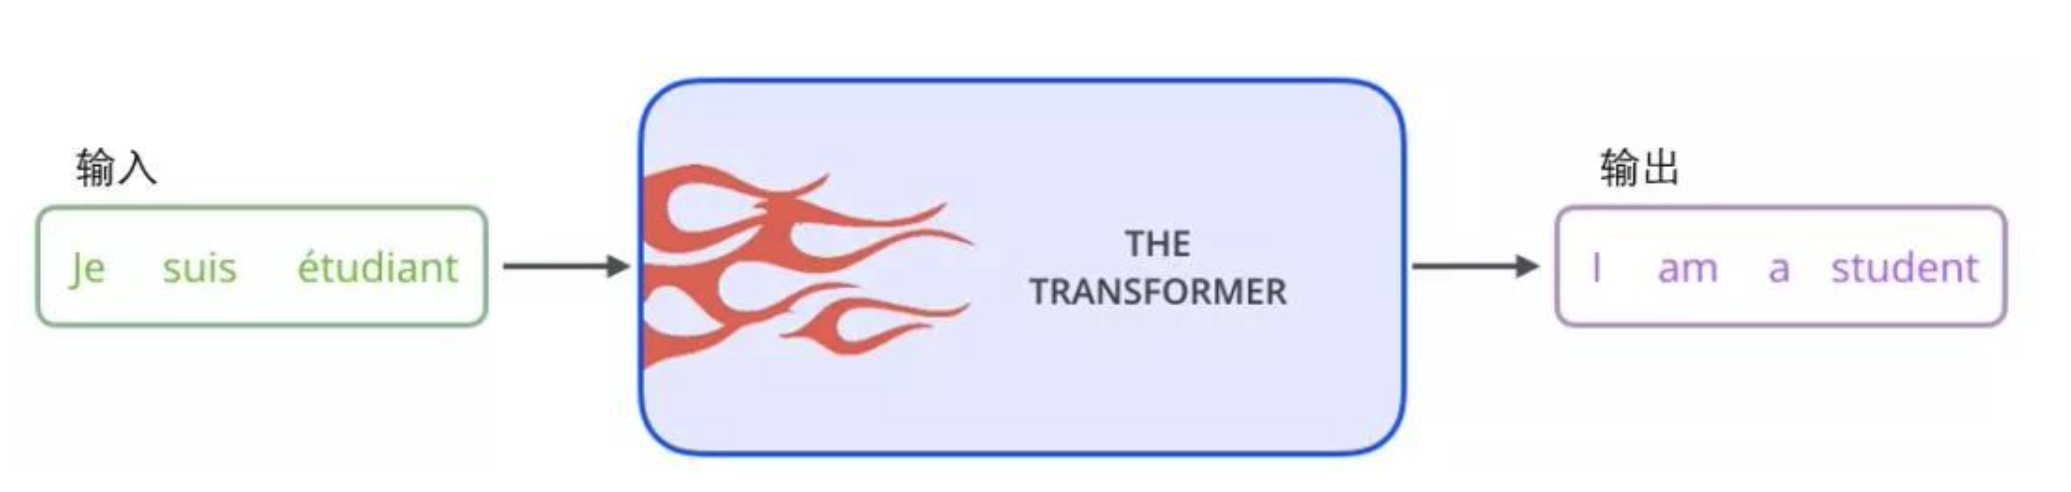 输入
Je suis étudiant
THE
TRANSFORMER
输出
I am a student